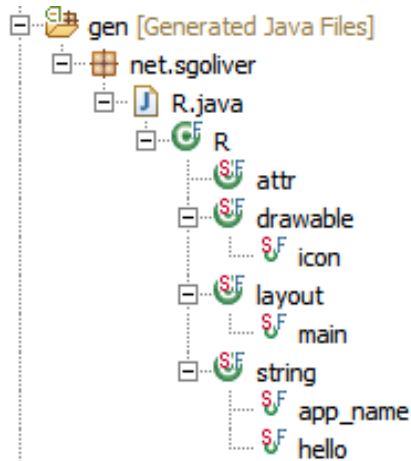 gen [Generated Java Files]
net.sgoliver
R.java
R
attr
drawable
icon
layout
main
string
app_name
hello